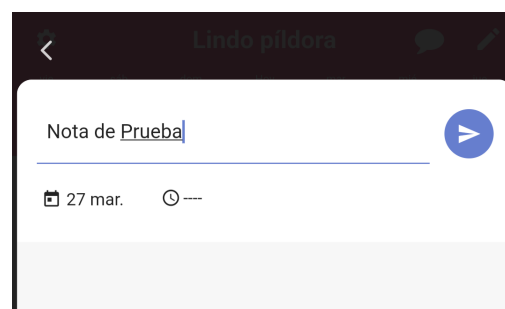 Lindo píldora
Nota de Prueba
27 mar. ----